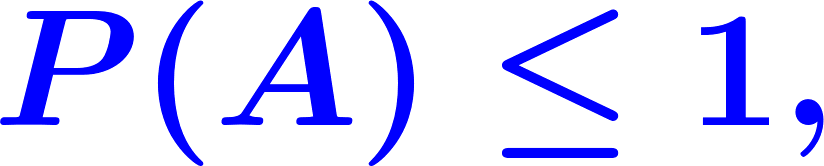 P(A) ≤ 1,